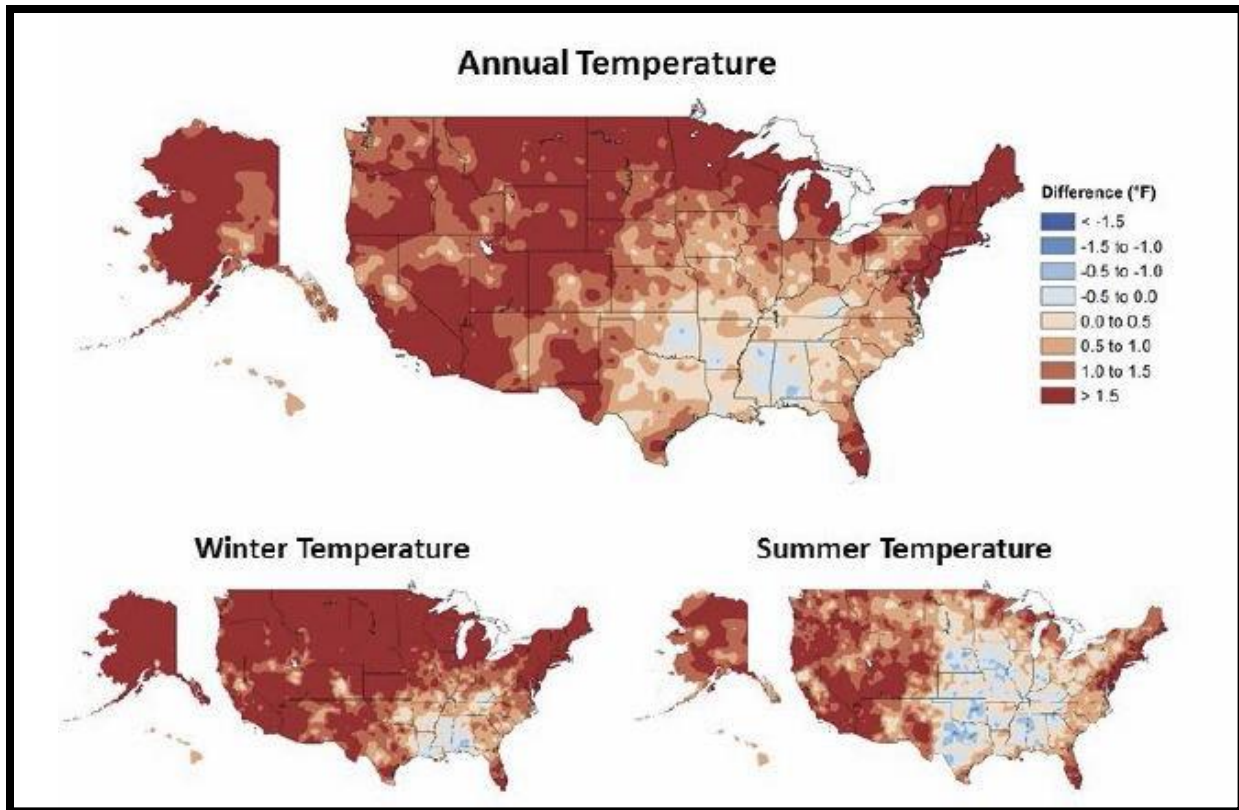 Annual Temperature
Difference (°F)
< -1.5
-1.5 to -1.0
-0.5 to -1.0
-0.5 to 0.0
0.0 to 0.5
0.5 to 1.0
1.0 to 1.5
> 1.5
Winter Temperature
Summer Temperature